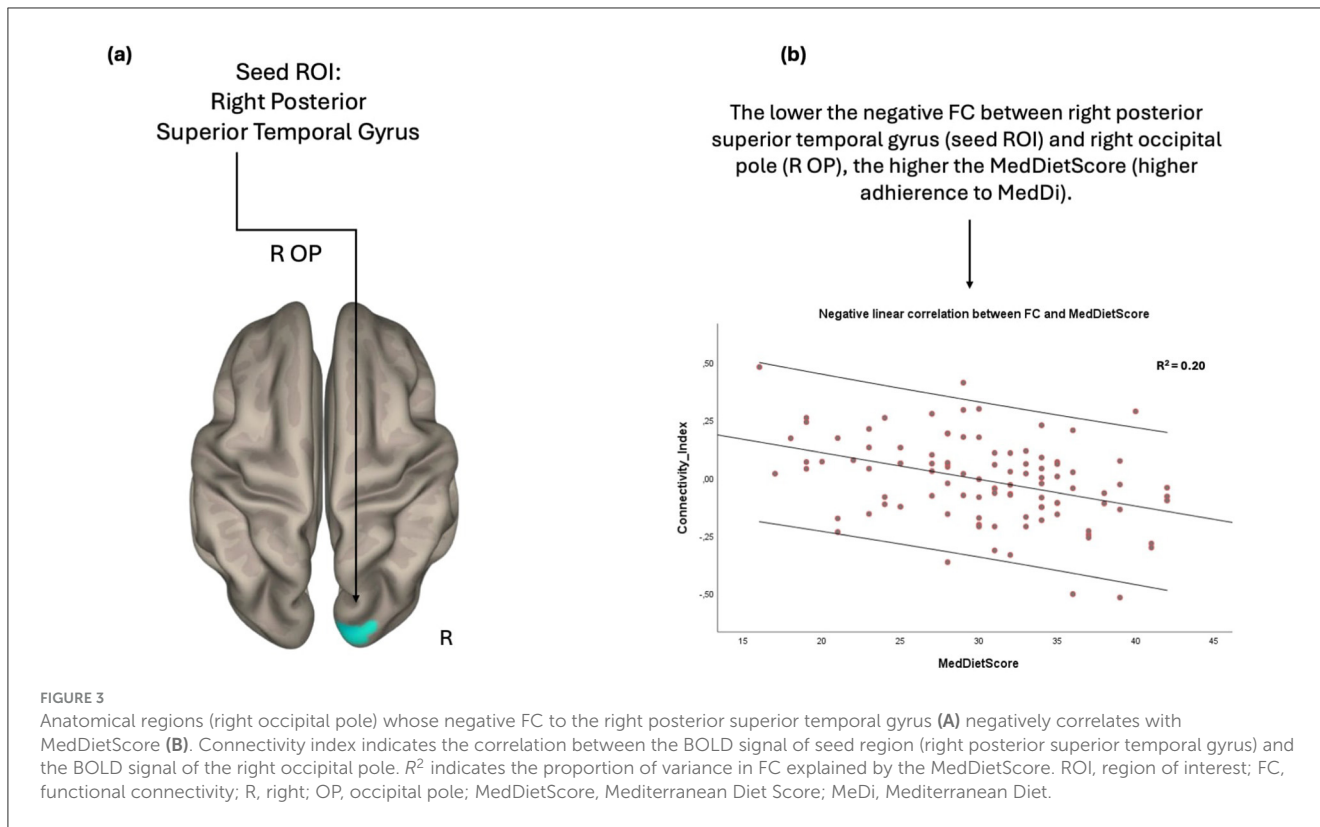 (a)
Seed ROI:
Right Posterior
Superior Temporal Gyrus
R OP
R
(b)
The lower the negative FC between right posterior
superior temporal gyrus (seed ROI) and right occipital
pole (R OP), the higher the MedDietScore (higher
adhierence to MedDi).
Negative linear correlation between FC and MedDietScore
R² = 0.20
Connectivity_Index
,50
,25
,00
-,25
-,50
15 20 25 30 35 40 45
MedDietScore
FIGURE 3
Anatomical regions (right occipital pole) whose negative FC to the right posterior superior temporal gyrus (A) negatively correlates with
MedDietScore (B). Connectivity index indicates the correlation between the BOLD signal of seed region (right posterior superior temporal gyrus) and
the BOLD signal of the right occipital pole. R² indicates the proportion of variance in FC explained by the MedDietScore. ROI, region of interest; FC,
functional connectivity; R, right; OP, occipital pole; MedDietScore, Mediterranean Diet Score; MeDi, Mediterranean Diet.